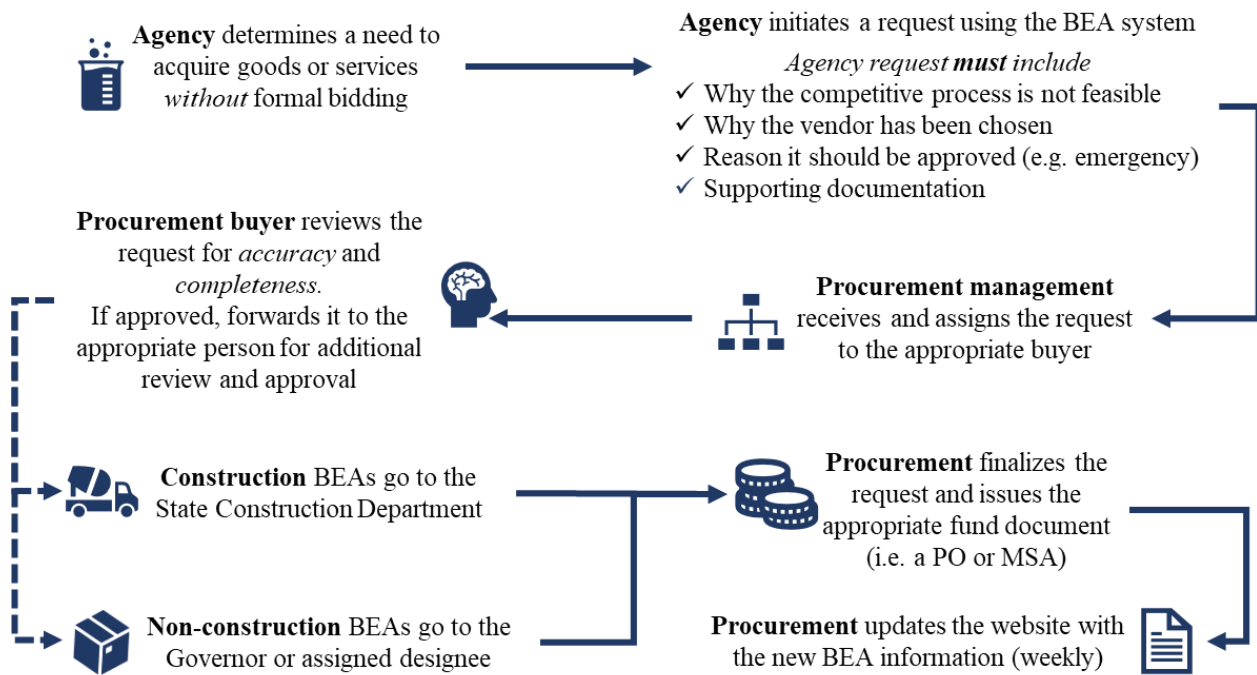 Agency determines a need to
acquire goods or services
without formal bidding
Agency initiates a request using the BEA system
Agency request must include
✓ Why the competitive process is not feasible
✓ Why the vendor has been chosen
✓ Reason it should be approved (e.g. emergency)
✓ Supporting documentation
Procurement management
receives and assigns the request
to the appropriate buyer
Procurement buyer reviews the
request for accuracy and
completeness.
If approved, forwards it to the
appropriate person for additional
review and approval
Construction BEAs go to the
State Construction Department
Non-construction BEAs go to the
Governor or assigned designee
Procurement finalizes the
request and issues the
appropriate fund document
(i.e. a PO or MSA)
Procurement updates the website with
the new BEA information (weekly)